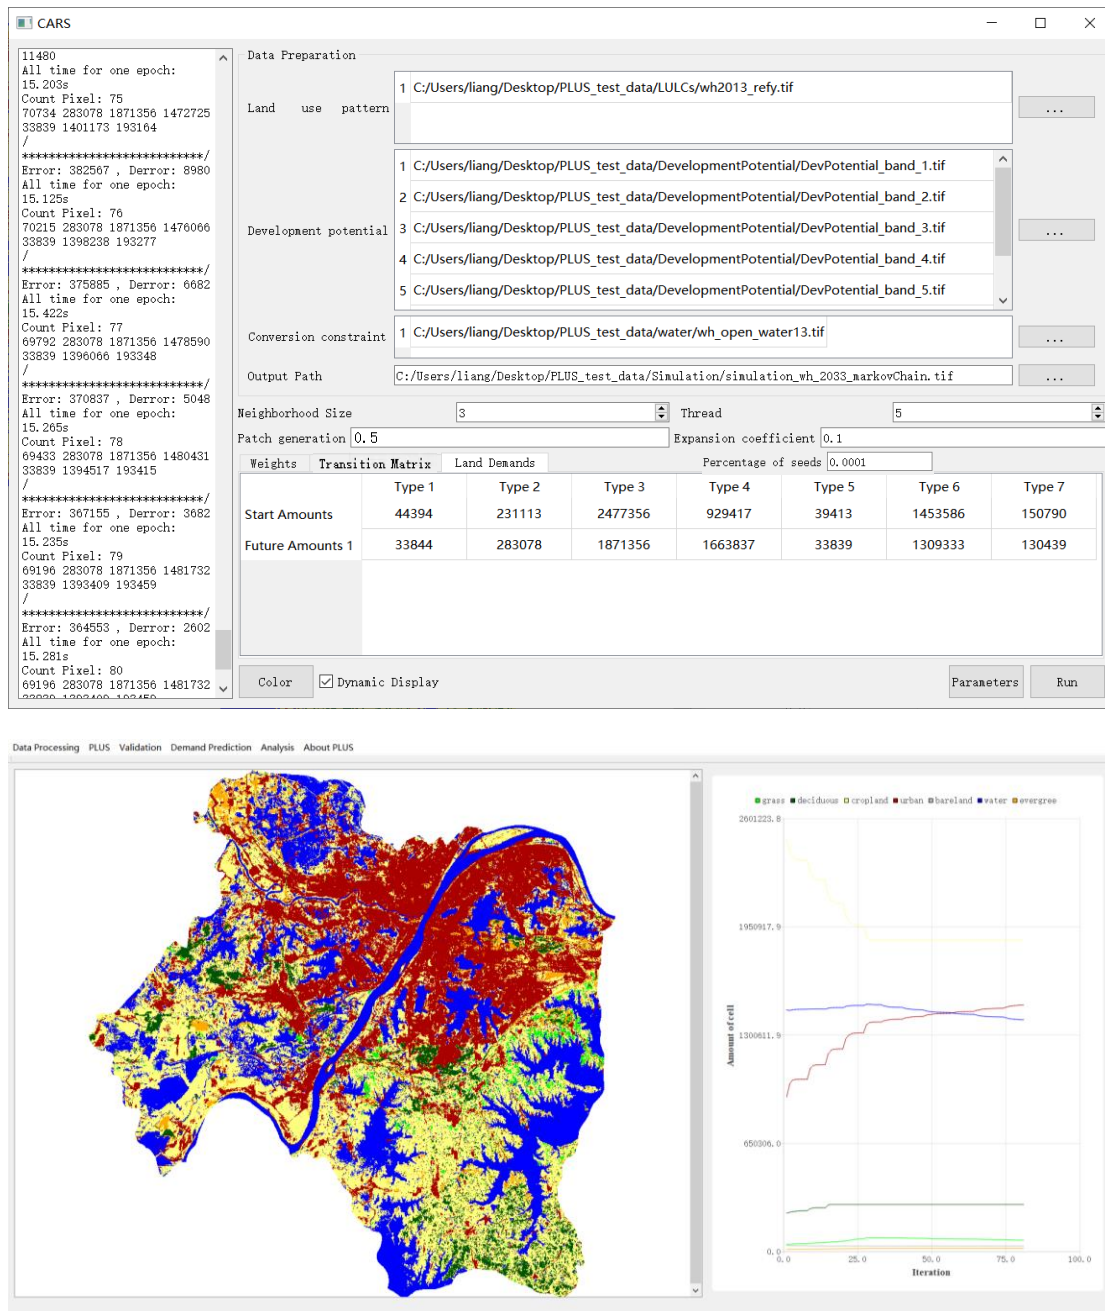 CARS
11480
All time for one epoch:
15.203s
Count Pixel: 75
70734 283078 1871356 1472725
33839 1401173 193164
/
***************************/
Error: 382567 , Derror: 8980
All time for one epoch:
15.125s
Count Pixel: 76
70215 283078 1871356 1476066
33839 1398238 193277
/
***************************/
Error: 375885 , Derror: 6682
All time for one epoch:
15.422s
Count Pixel: 77
69792 283078 1871356 1478590
33839 1396066 193348
/
***************************/
Error: 370837 , Derror: 5048
All time for one epoch:
15.265s
Count Pixel: 78
69433 283078 1871356 1480431
33839 1394517 193415
/
***************************/
Error: 367155 , Derror: 3682
All time for one epoch:
15.235s
Count Pixel: 79
69196 283078 1871356 1481732
33839 1393409 193459
/
***************************/
Error: 364553 , Derror: 2602
All time for one epoch:
15.281s
Count Pixel: 80
69196 283078 1871356 1481732
33839 1393409 193459
Data Preparation
Land use pattern
1 C:/Users/liang/Desktop/PLUS_test_data/LULCs/wh2013_refy.tif
...
Development potential
1 C:/Users/liang/Desktop/PLUS_test_data/DevelopmentPotential/DevPotential_band_1.tif
2 C:/Users/liang/Desktop/PLUS_test_data/DevelopmentPotential/DevPotential_band_2.tif
3 C:/Users/liang/Desktop/PLUS_test_data/DevelopmentPotential/DevPotential_band_3.tif
4 C:/Users/liang/Desktop/PLUS_test_data/DevelopmentPotential/DevPotential_band_4.tif
5 C:/Users/liang/Desktop/PLUS_test_data/DevelopmentPotential/DevPotential_band_5.tif
...
Conversion constraint
1 C:/Users/liang/Desktop/PLUS_test_data/water/wh_open_water13.tif
...
Output Path C:/Users/liang/Desktop/PLUS_test_data/Simulation/simulation_wh_2033_markovChain.tif ...
Neighborhood Size 3 Thread 5
Patch generation 0.5 Expansion coefficient 0.1
Weights Transition Matrix Land Demands Percentage of seeds 0.0001
Type 1 Type 2 Type 3 Type 4 Type 5 Type 6 Type 7
Start Amounts 44394 231113 2477356 929417 39413 1453586 150790
Future Amounts 1 33844 283078 1871356 1663837 33839 1309333 130439
Color Dynamic Display Parameters Run
Data Processing PLUS Validation Demand Prediction Analysis About PLUS
grass deciduous cropland urban bareland water evergree
2601223.8
1950917.9
1300611.9
650306.0
0.0
Amount of cell
0.0 25.0 50.0 75.0 100.0
Iteration